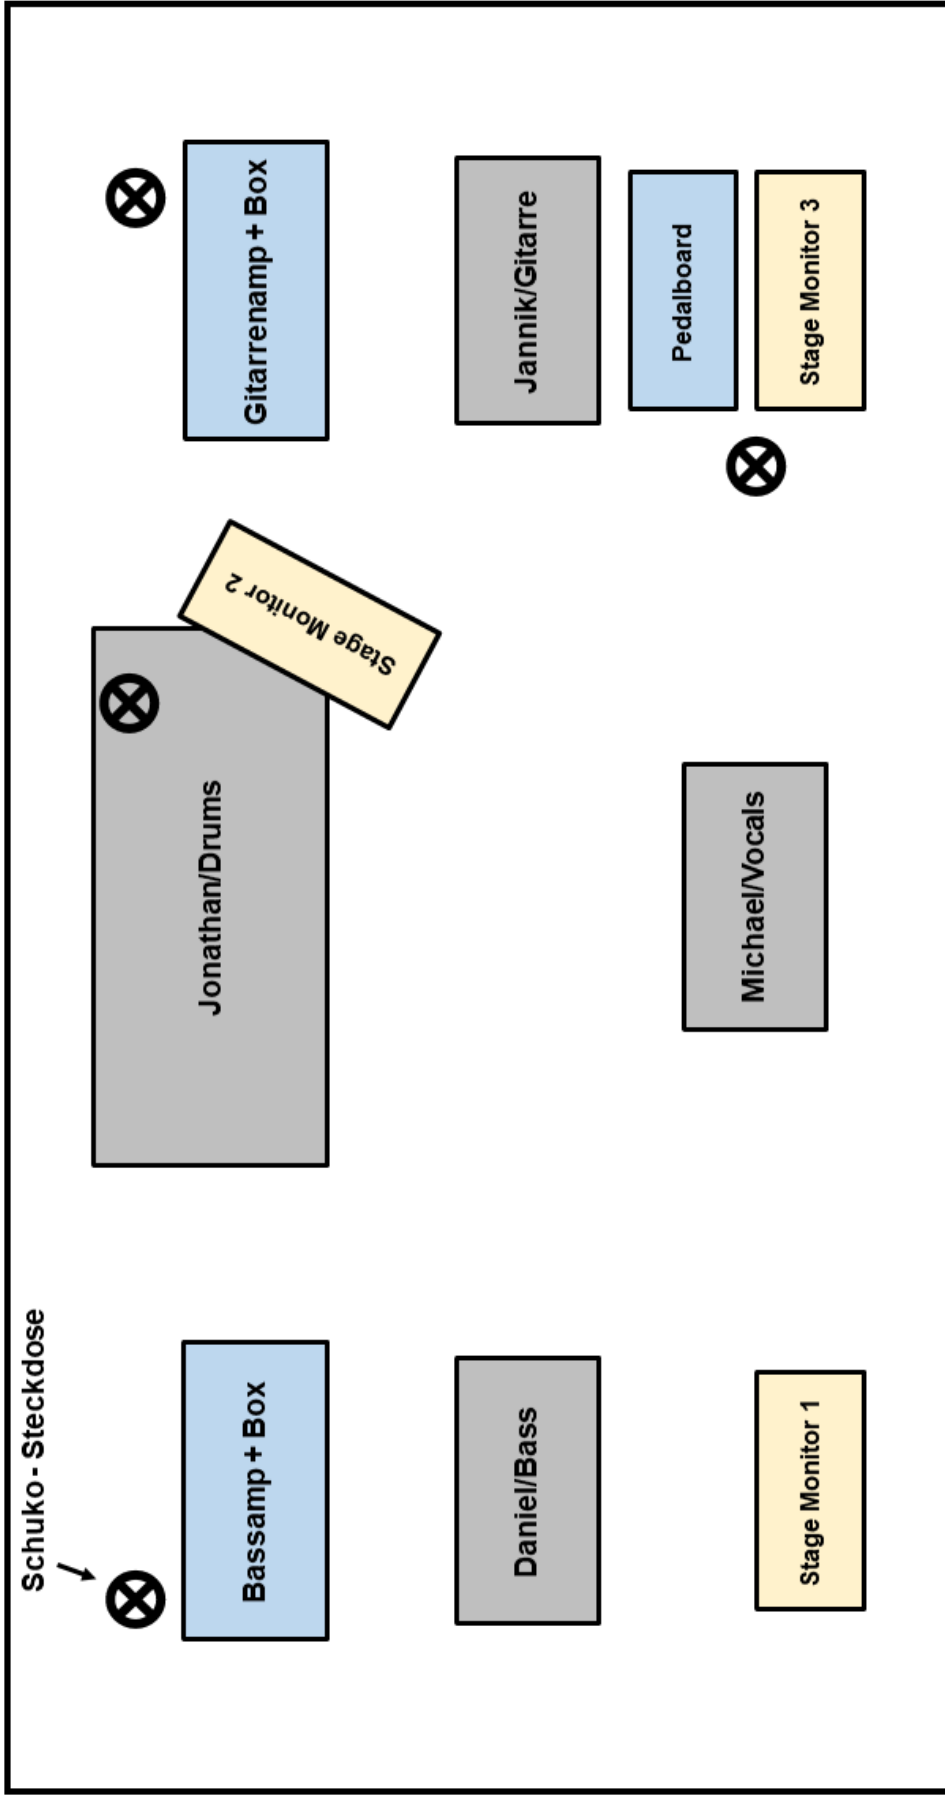 Schuko - Steckdose
Jonathan/Drums
Bassamp + Box
Gitarrenamp + Box
Stage Monitor 2
Daniel/Bass
Jannik/Gitarre
Michael/Vocals
Pedalboard
Stage Monitor 1
Stage Monitor 3